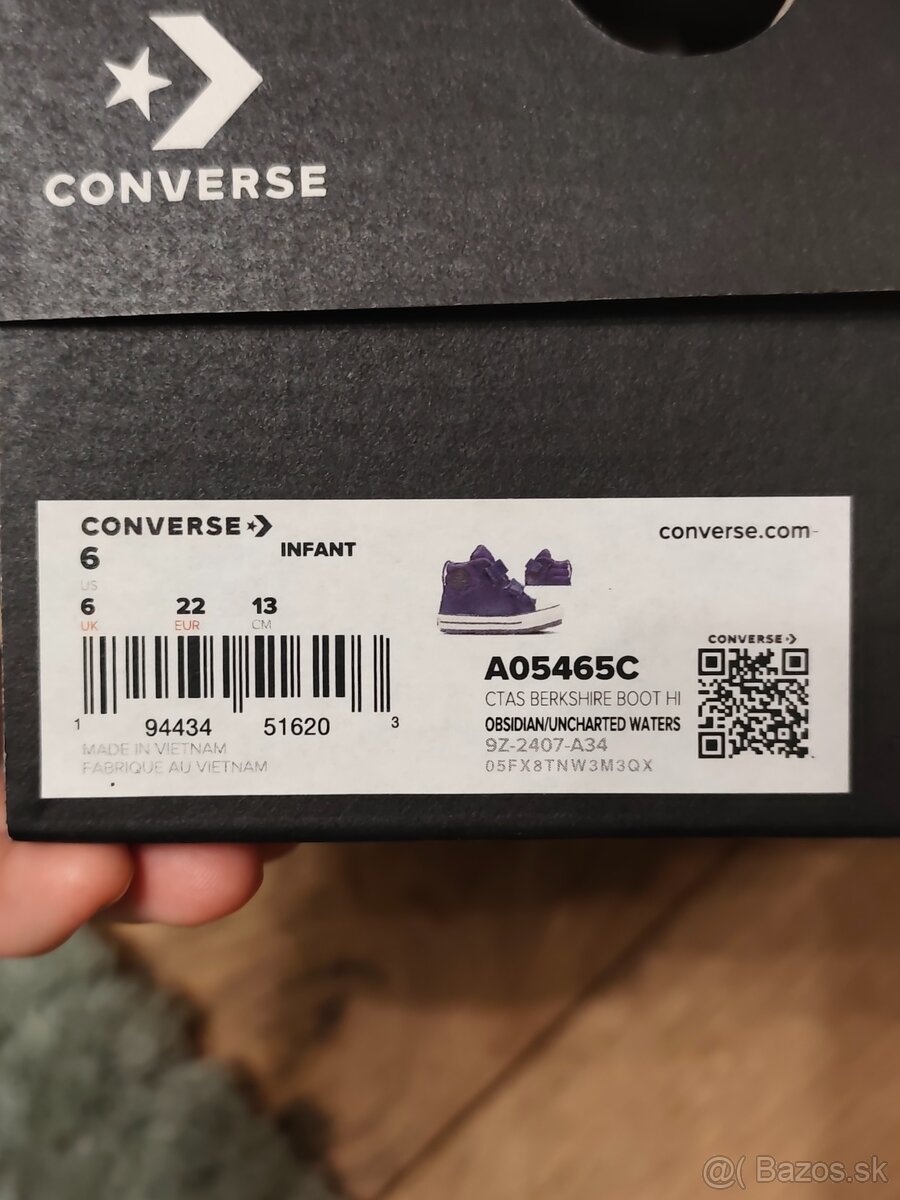 CONVERSE
CONVERSE
converse.com
6
INFANT
US
6 22 13
UK EUR CM
CONVERSE
A05465C
CTAS BERKSHIRE BOOT HI
OBSIDIAN/UNCHARTED WATERS
9Z-2407-A34
05FX8TNW3M3QX
1 94434 51620 3
MADE IN VIETNAM
FABRIQUE AU VIETNAM
@( Bazos.sk